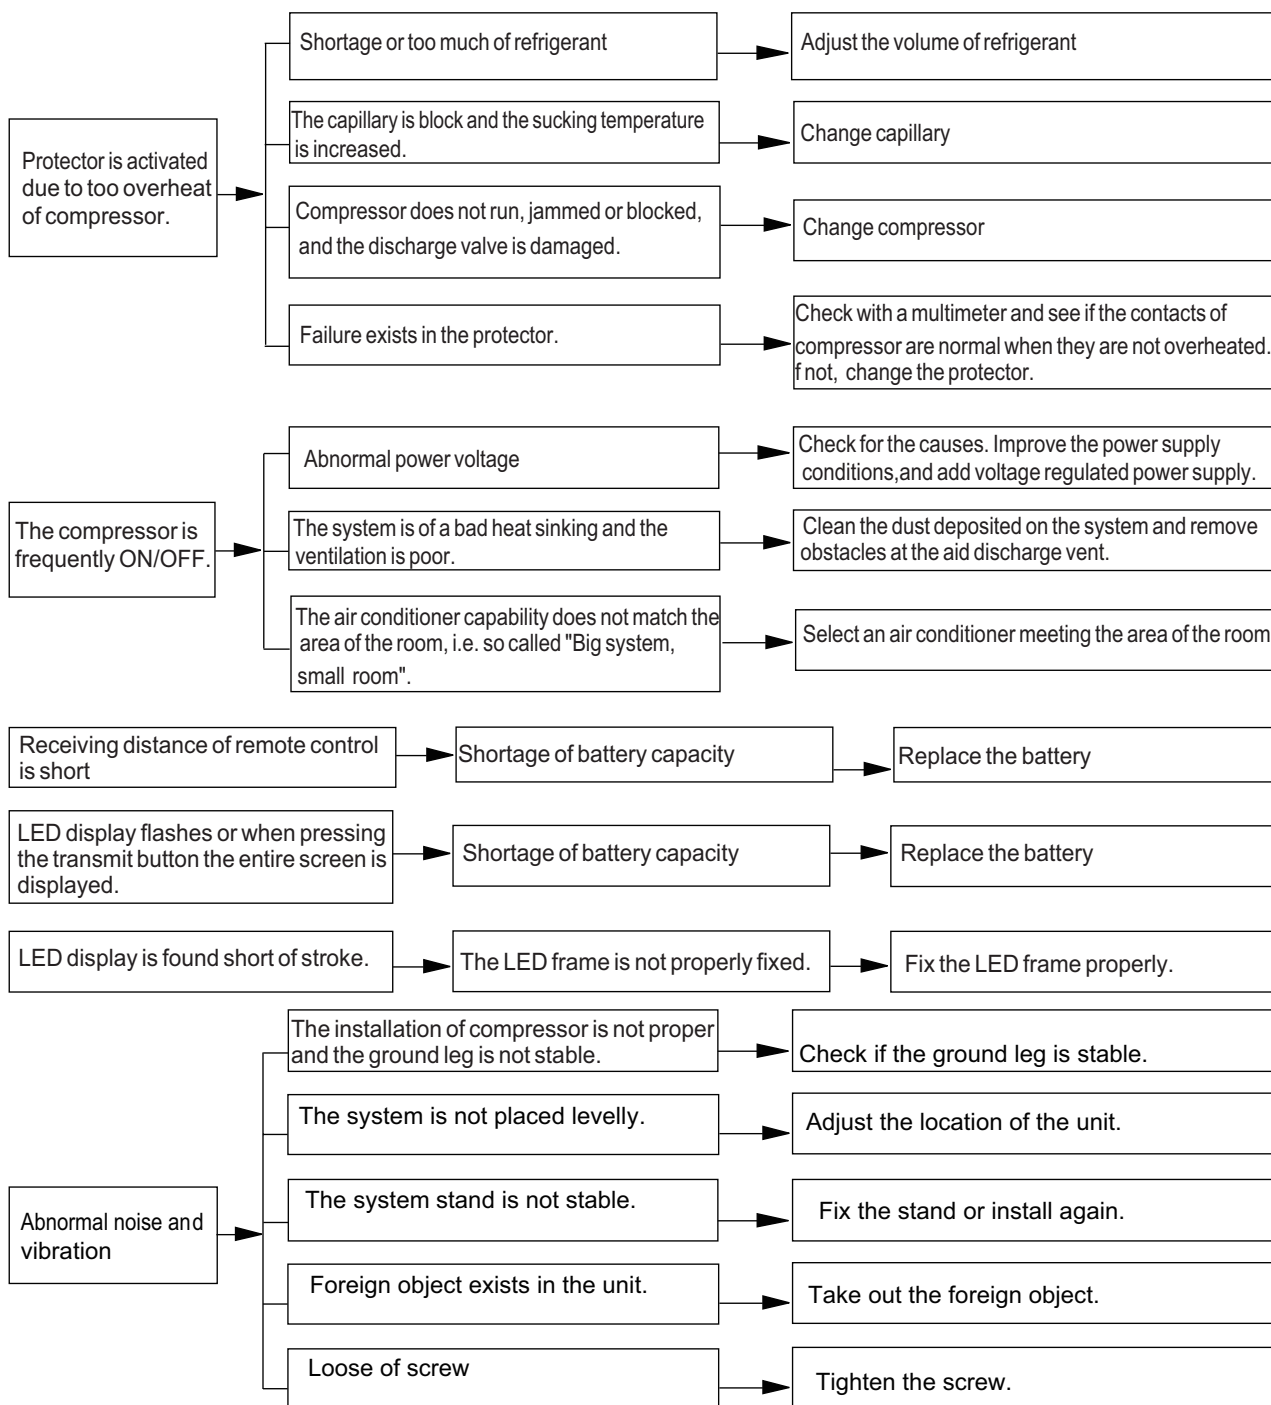 Shortage or too much of refrigerant
Adjust the volume of refrigerant
Protector is activated
due to too overheat
of compressor.
The capillary is block and the sucking temperature
is increased.
Change capillary
Compressor does not run, jammed or blocked,
and the discharge valve is damaged.
Change compressor
Failure exists in the protector.
Check with a multimeter and see if the contacts of
compressor are normal when they are not overheated.
f not, change the protector.
The compressor is
frequently ON/OFF.
Abnormal power voltage
Check for the causes. Improve the power supply
conditions,and add voltage regulated power supply.
The system is of a bad heat sinking and the
ventilation is poor.
Clean the dust deposited on the system and remove
obstacles at the aid discharge vent.
The air conditioner capability does not match the
area of the room, i.e. so called "Big system,
small room".
Select an air conditioner meeting the area of the room
Receiving distance of remote control
is short
Shortage of battery capacity
Replace the battery
LED display flashes or when pressing
the transmit button the entire screen is
displayed.
Shortage of battery capacity
Replace the battery
LED display is found short of stroke.
The LED frame is not properly fixed.
Fix the LED frame properly.
Abnormal noise and
vibration
The installation of compressor is not proper
and the ground leg is not stable.
Check if the ground leg is stable.
The system is not placed levelly.
Adjust the location of the unit.
The system stand is not stable.
Fix the stand or install again.
Foreign object exists in the unit.
Take out the foreign object.
Loose of screw
Tighten the screw.